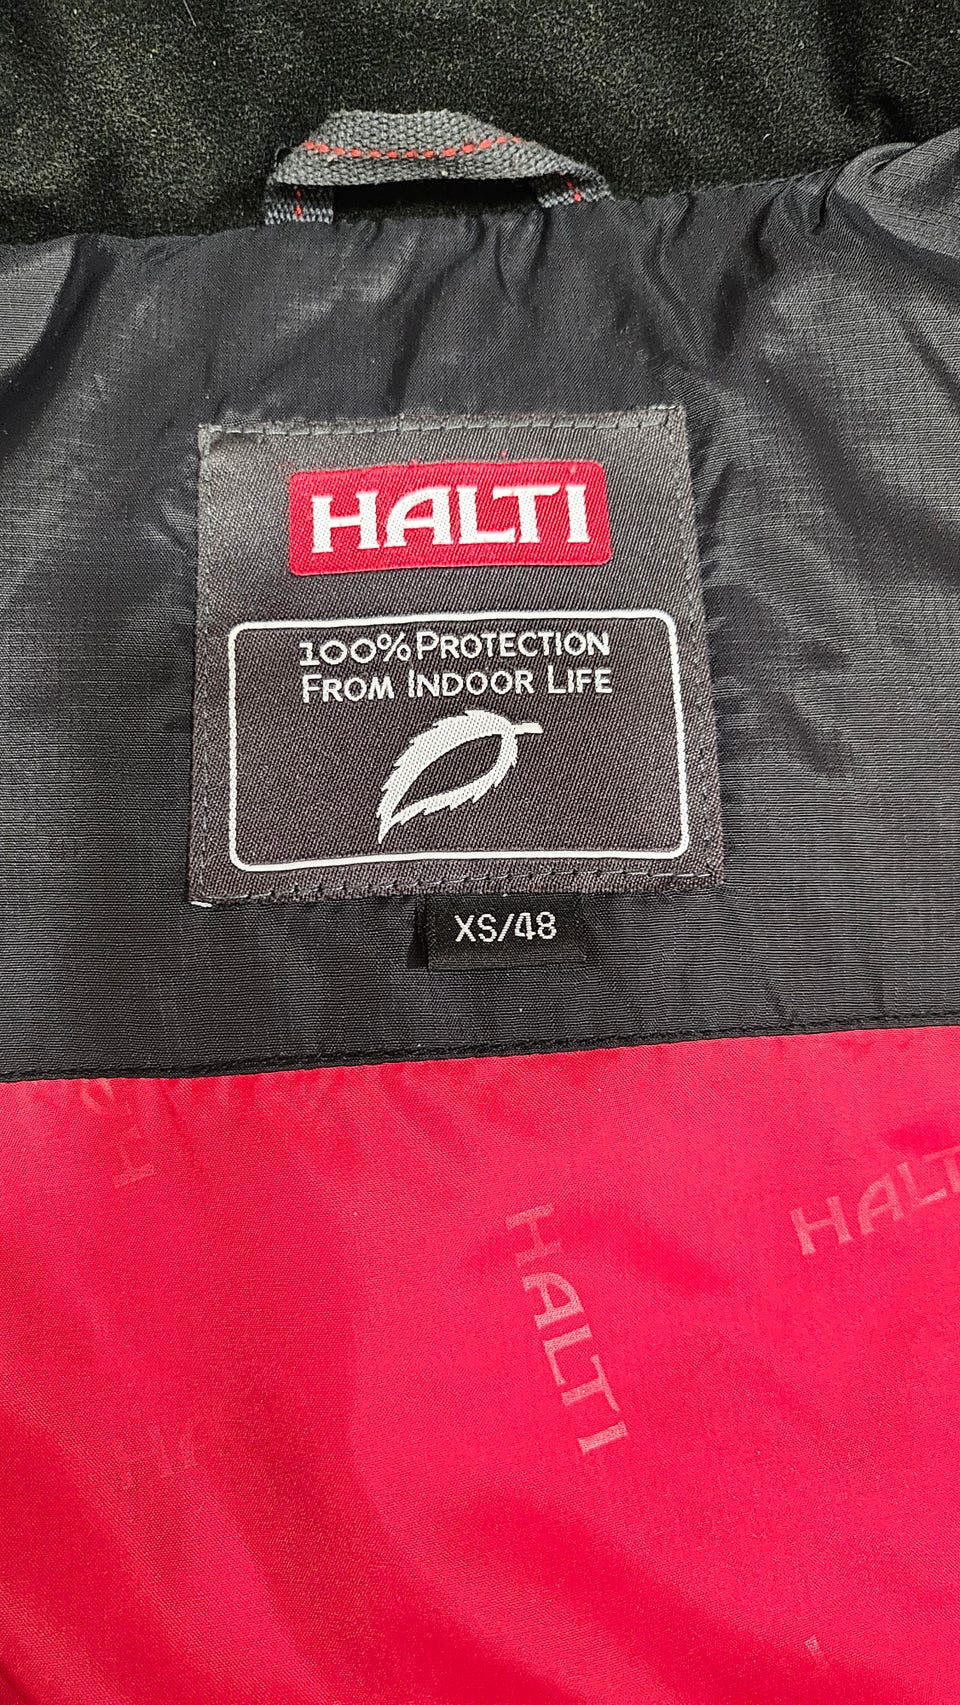 HALTI
100% PROTECTION
FROM INDOOR LIFE
XS/48
HALTI
HALTI